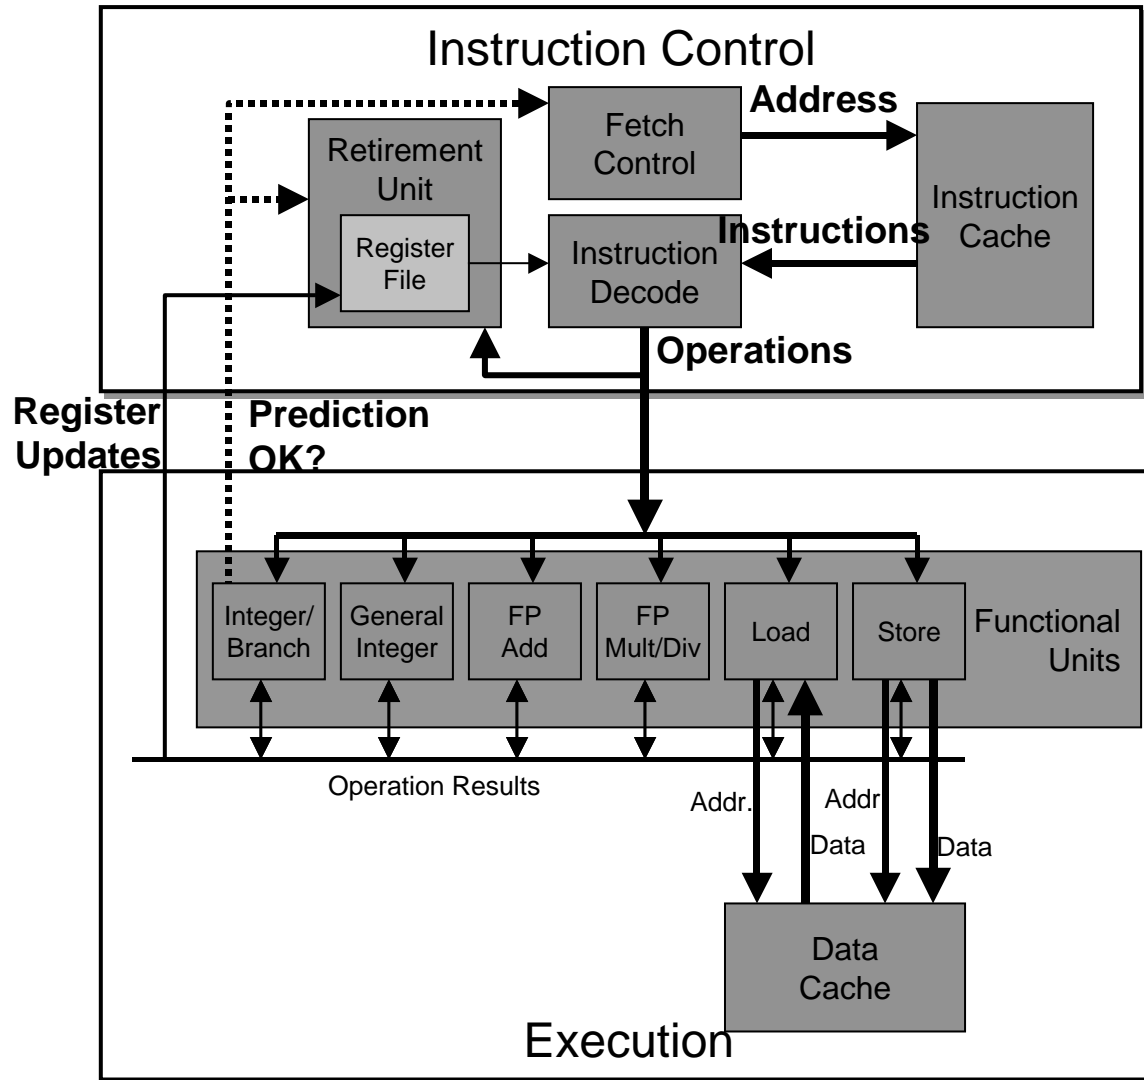 Instruction Control
Address
Fetch
Control
Retirement
Unit
Instruction
Cache
Instructions
Register
File
Instruction
Decode
Operations
Register
Updates
Prediction
OK?
Integer/
Branch
General
Integer
FP
Add
FP
Mult/Div
Load
Store
Functional
Units
Operation Results
Addr.
Addr
Data
Data
Data
Cache
Execution